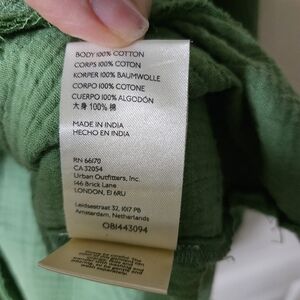 BODY 100% COTTON
CORPS 100% COTON
KORPER 100% BAUMWOLLE
CORPO 100% COTONE
CUERPO 100% ALGODÓN
大身 100% 棉
MADE IN INDIA
HECHO EN INDIA
RN 66170
CA 32054
Urban Outfitters, Inc.
146 Brick Lane
LONDON, E1 6RU
Leidsestraat 32, 1017 PB
Amsterdam, Netherlands
OB1443094